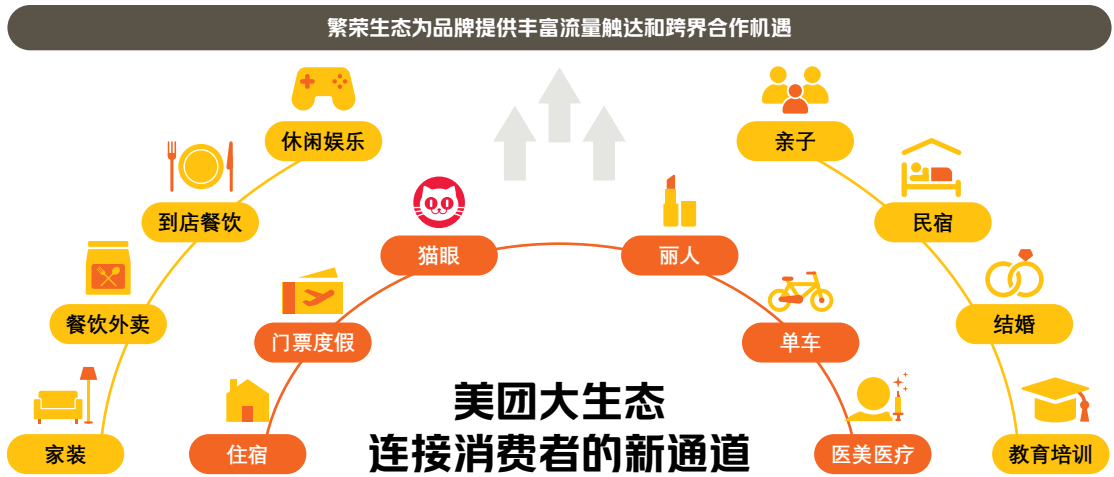 繁荣生态为品牌提供丰富流量触达和跨界合作机遇
休闲娱乐
亲子
到店餐饮
民宿
猫眼
丽人
餐饮外卖
结婚
门票度假
单车
美团大生态
连接消费者的新通道
家装
住宿
医美医疗
教育培训